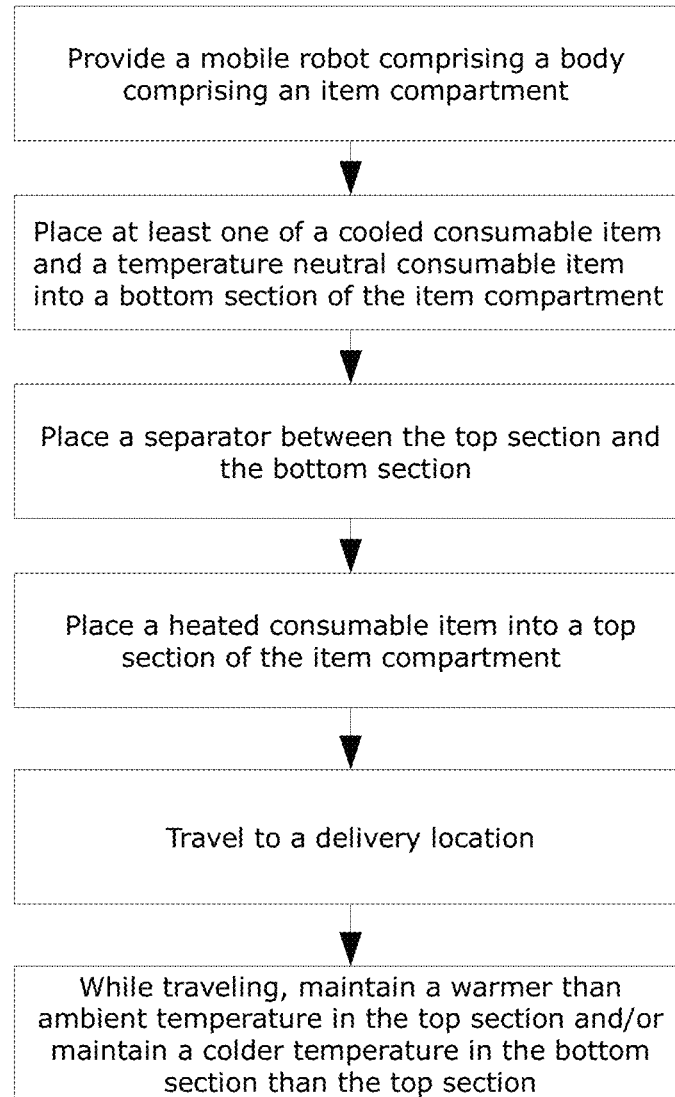 Provide a mobile robot comprising a body
comprising an item compartment
Place at least one of a cooled consumable item
and a temperature neutral consumable item
into a bottom section of the item compartment
Place a separator between the top section and
the bottom section
Place a heated consumable item into a top
section of the item compartment
Travel to a delivery location
While traveling, maintain a warmer than
ambient temperature in the top section and/or
maintain a colder temperature in the bottom
section than the top section